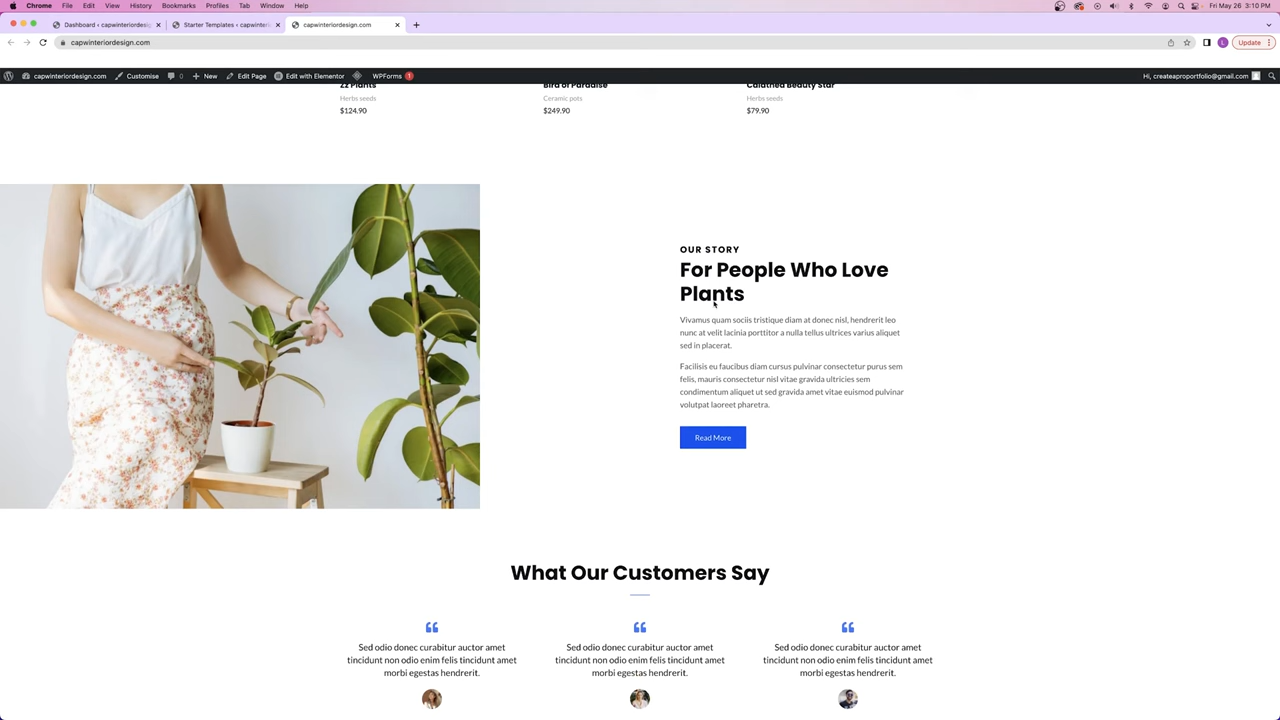 Chrome File Edit View History Bookmarks Profiles Tab Window Help Fri May 26 3:10 PM
Dashboard ‹ capwinteriordesig Starter Templates ‹ capwinterio capwinteriordesign.com
capwinteriordesign.com Update
capwinteriordesign.com Customise 0 New Edit Page Edit with Elementor WPForms 1 Hi, createaproportfolio@gmail.com
Zz Plants Bird of Paradise Calathea Beauty Star
Herbs seeds Ceramic pots Herbs seeds
$124.90 $249.90 $79.90
OUR STORY
For People Who Love
Plants
Vivamus quam sociis tristique diam at donec nisl, hendrerit leo
nunc at velit lacinia porttitor a nulla tellus ultrices varius aliquet
sed in placerat.
Facilisis eu faucibus diam cursus pulvinar consectetur purus sem
felis, mauris consectetur nisl vitae gravida ultricies sem
condimentum aliquet ut sed gravida amet vitae euismod pulvinar
volutpat laoreet pharetra.
Read More
What Our Customers Say
Sed odio donec curabitur auctor amet
tincidunt non odio enim felis tincidunt amet
morbi egestas hendrerit.
Sed odio donec curabitur auctor amet
tincidunt non odio enim felis tincidunt amet
morbi egestas hendrerit.
Sed odio donec curabitur auctor amet
tincidunt non odio enim felis tincidunt amet
morbi egestas hendrerit.